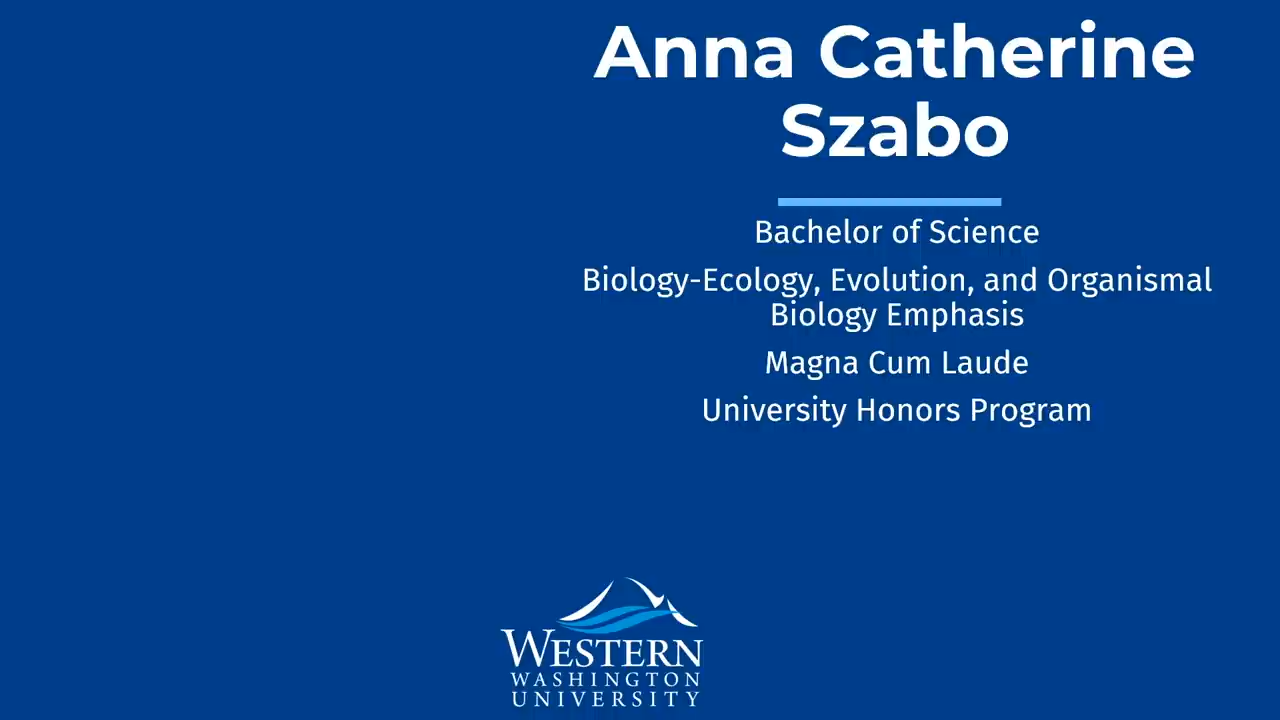 Anna Catherine
Szabo
Bachelor of Science
Biology-Ecology, Evolution, and Organismal
Biology Emphasis
Magna Cum Laude
University Honors Program
WESTERN
WASHINGTON
UNIVERSITY